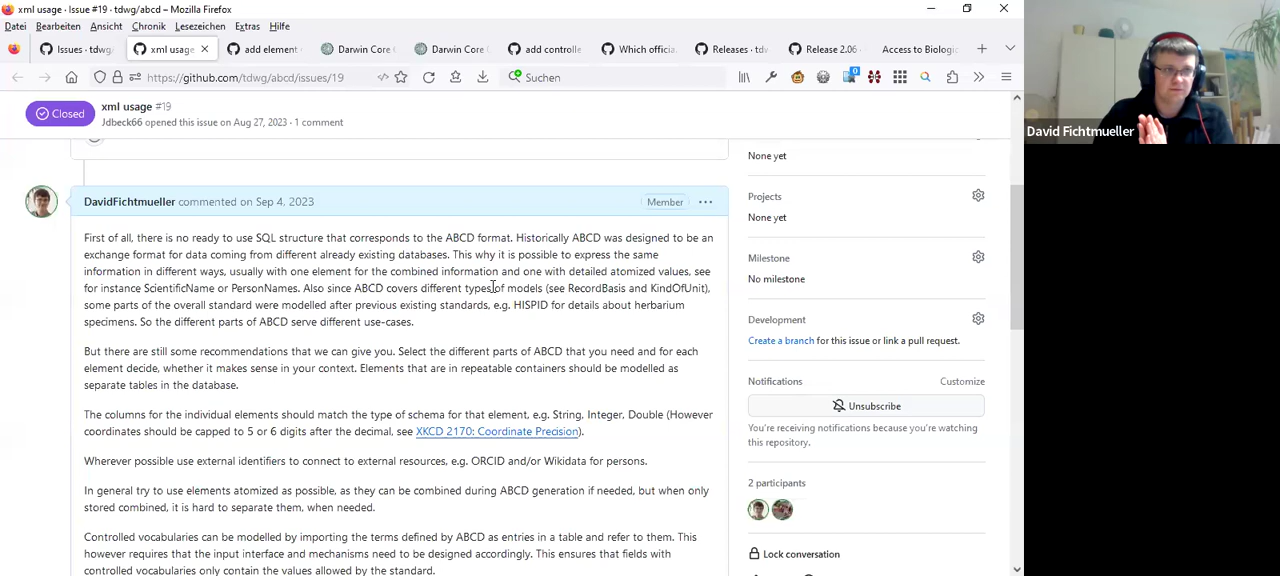 xml usage · Issue #19 · tdwg/abcd - Mozilla Firefox
Datei Bearbeiten Ansicht Chronik Lesezeichen Extras Hilfe
Issues · tdwg
xml usage
add element
Darwin Core
Darwin Core
add controlle
Which officia
Releases · tdw
Release 2.06
Access to Biologic
https://github.com/tdwg/abcd/issues/19
Suchen
0
Closed
xml usage #19
Jdbeck66 opened this issue on Aug 27, 2023 · 1 comment
DavidFichtmueller commented on Sep 4, 2023
Member
First of all, there is no ready to use SQL structure that corresponds to the ABCD format. Historically ABCD was designed to be an
exchange format for data coming from different already existing databases. This why it is possible to express the same
information in different ways, usually with one element for the combined information and one with detailed atomized values, see
for instance ScientificName or PersonNames. Also since ABCD covers different types of models (see RecordBasis and KindOfUnit),
some parts of the overall standard were modelled after previous existing standards, e.g. HISPID for details about herbarium
specimens. So the different parts of ABCD serve different use-cases.
But there are still some recommendations that we can give you. Select the different parts of ABCD that you need and for each
element decide, whether it makes sense in your context. Elements that are in repeatable containers should be modelled as
separate tables in the database.
The columns for the individual elements should match the type of schema for that element, e.g. String, Integer, Double (However
coordinates should be capped to 5 or 6 digits after the decimal, see XKCD 2170: Coordinate Precision).
Wherever possible use external identifiers to connect to external resources, e.g. ORCID and/or Wikidata for persons.
In general try to use elements atomized as possible, as they can be combined during ABCD generation if needed, but when only
stored combined, it is hard to separate them, when needed.
Controlled vocabularies can be modelled by importing the terms defined by ABCD as entries in a table and refer to them. This
however requires that the input interface and mechanisms need to be designed accordingly. This ensures that fields with
controlled vocabularies only contain the values allowed by the standard.
None yet
Projects
None yet
Milestone
No milestone
Development
Create a branch for this issue or link a pull request.
Notifications
Customize
Unsubscribe
You're receiving notifications because you're watching
this repository.
2 participants
Lock conversation
David Fichtmueller